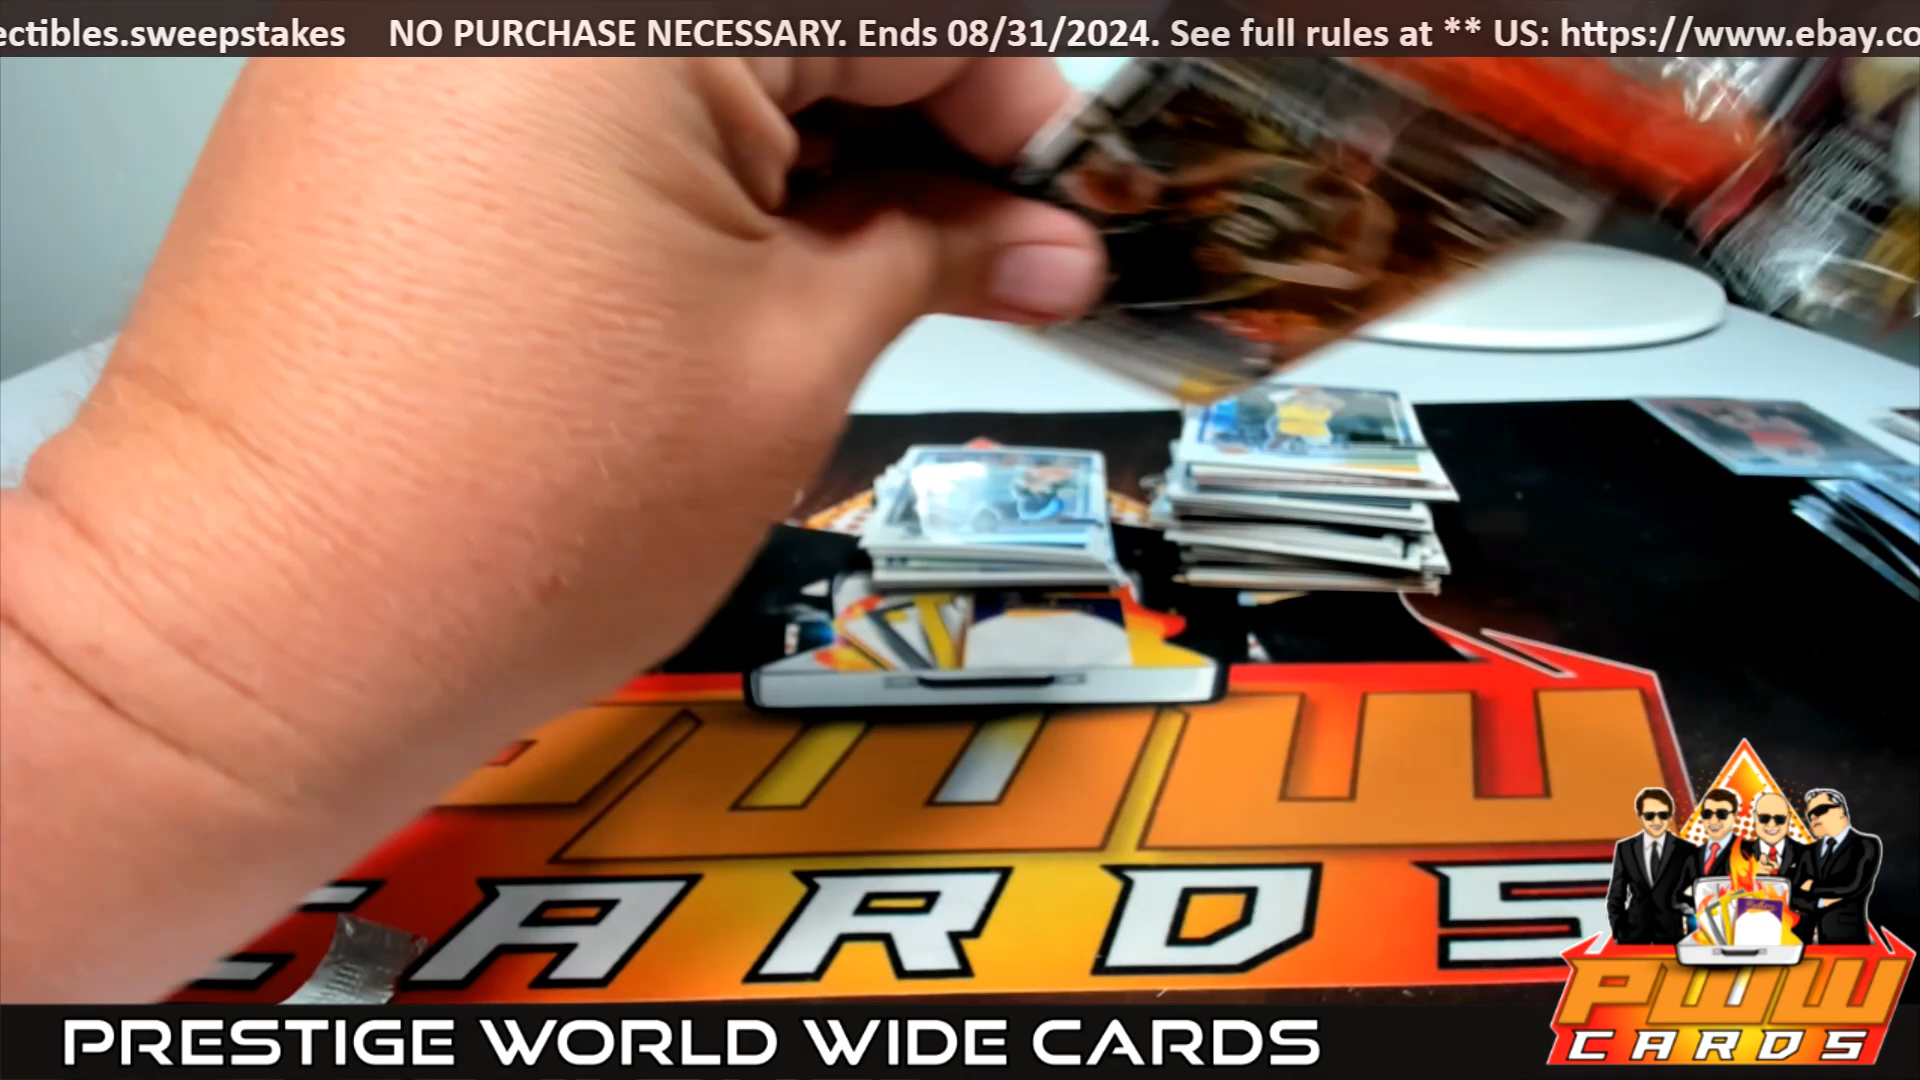 ectibles.sweepstakes NO PURCHASE NECESSARY. Ends 08/31/2024. See full rules at ** US: https://www.ebay.co
CARDS
PWW
CARDS
PRESTIGE WORLD WIDE CARDS